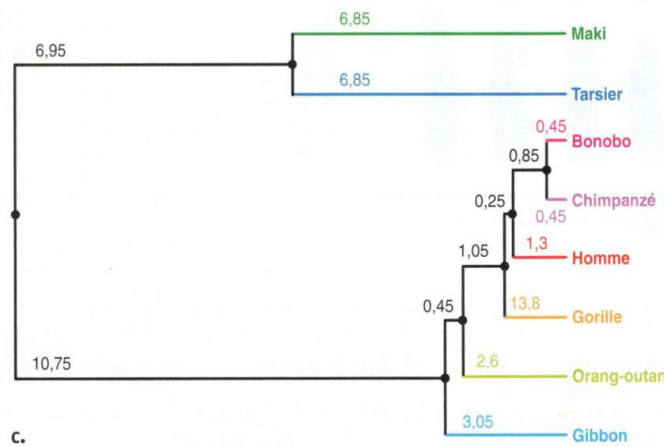 6,85
Maki
6,95
6,85
Tarsier
0,45
Bonobo
0,85
0,25
Chimpanzé
0,45
1,05
1,3
Homme
0,45
13,8
Gorille
10,75
2,6
Orang-outan
3,05
Gibbon
c.